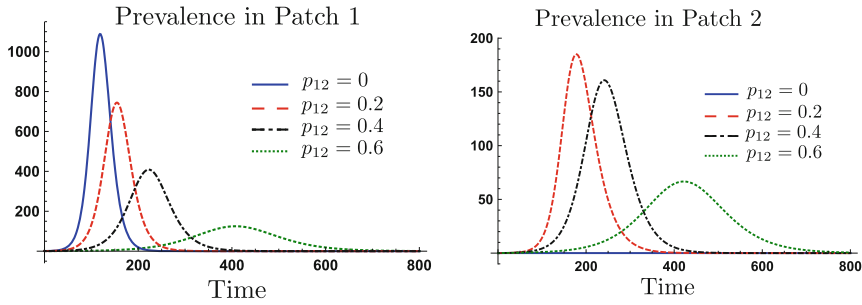 Prevalence in Patch 1
1000
800
600
400
200
200
400
600
800
Time
p12 = 0
p12 = 0.2
p12 = 0.4
p12 = 0.6
Prevalence in Patch 2
200
150
100
50
200
400
600
800
Time
p12 = 0
p12 = 0.2
p12 = 0.4
p12 = 0.6